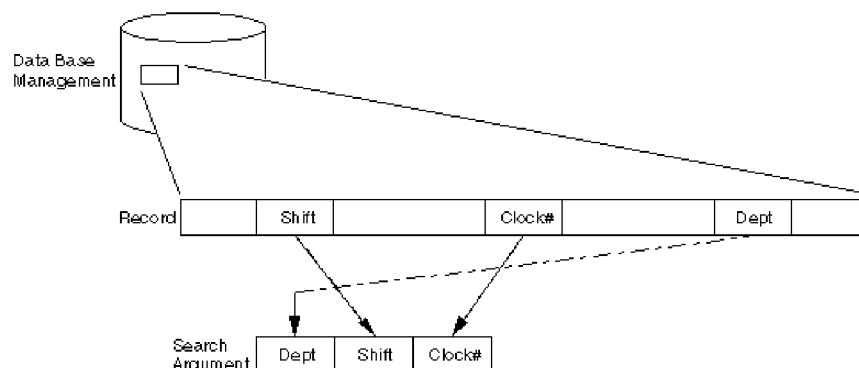 Data Base
Management
Record
Shift
Clock#
Dept
Search
Argument
Dept
Shift
Clock#